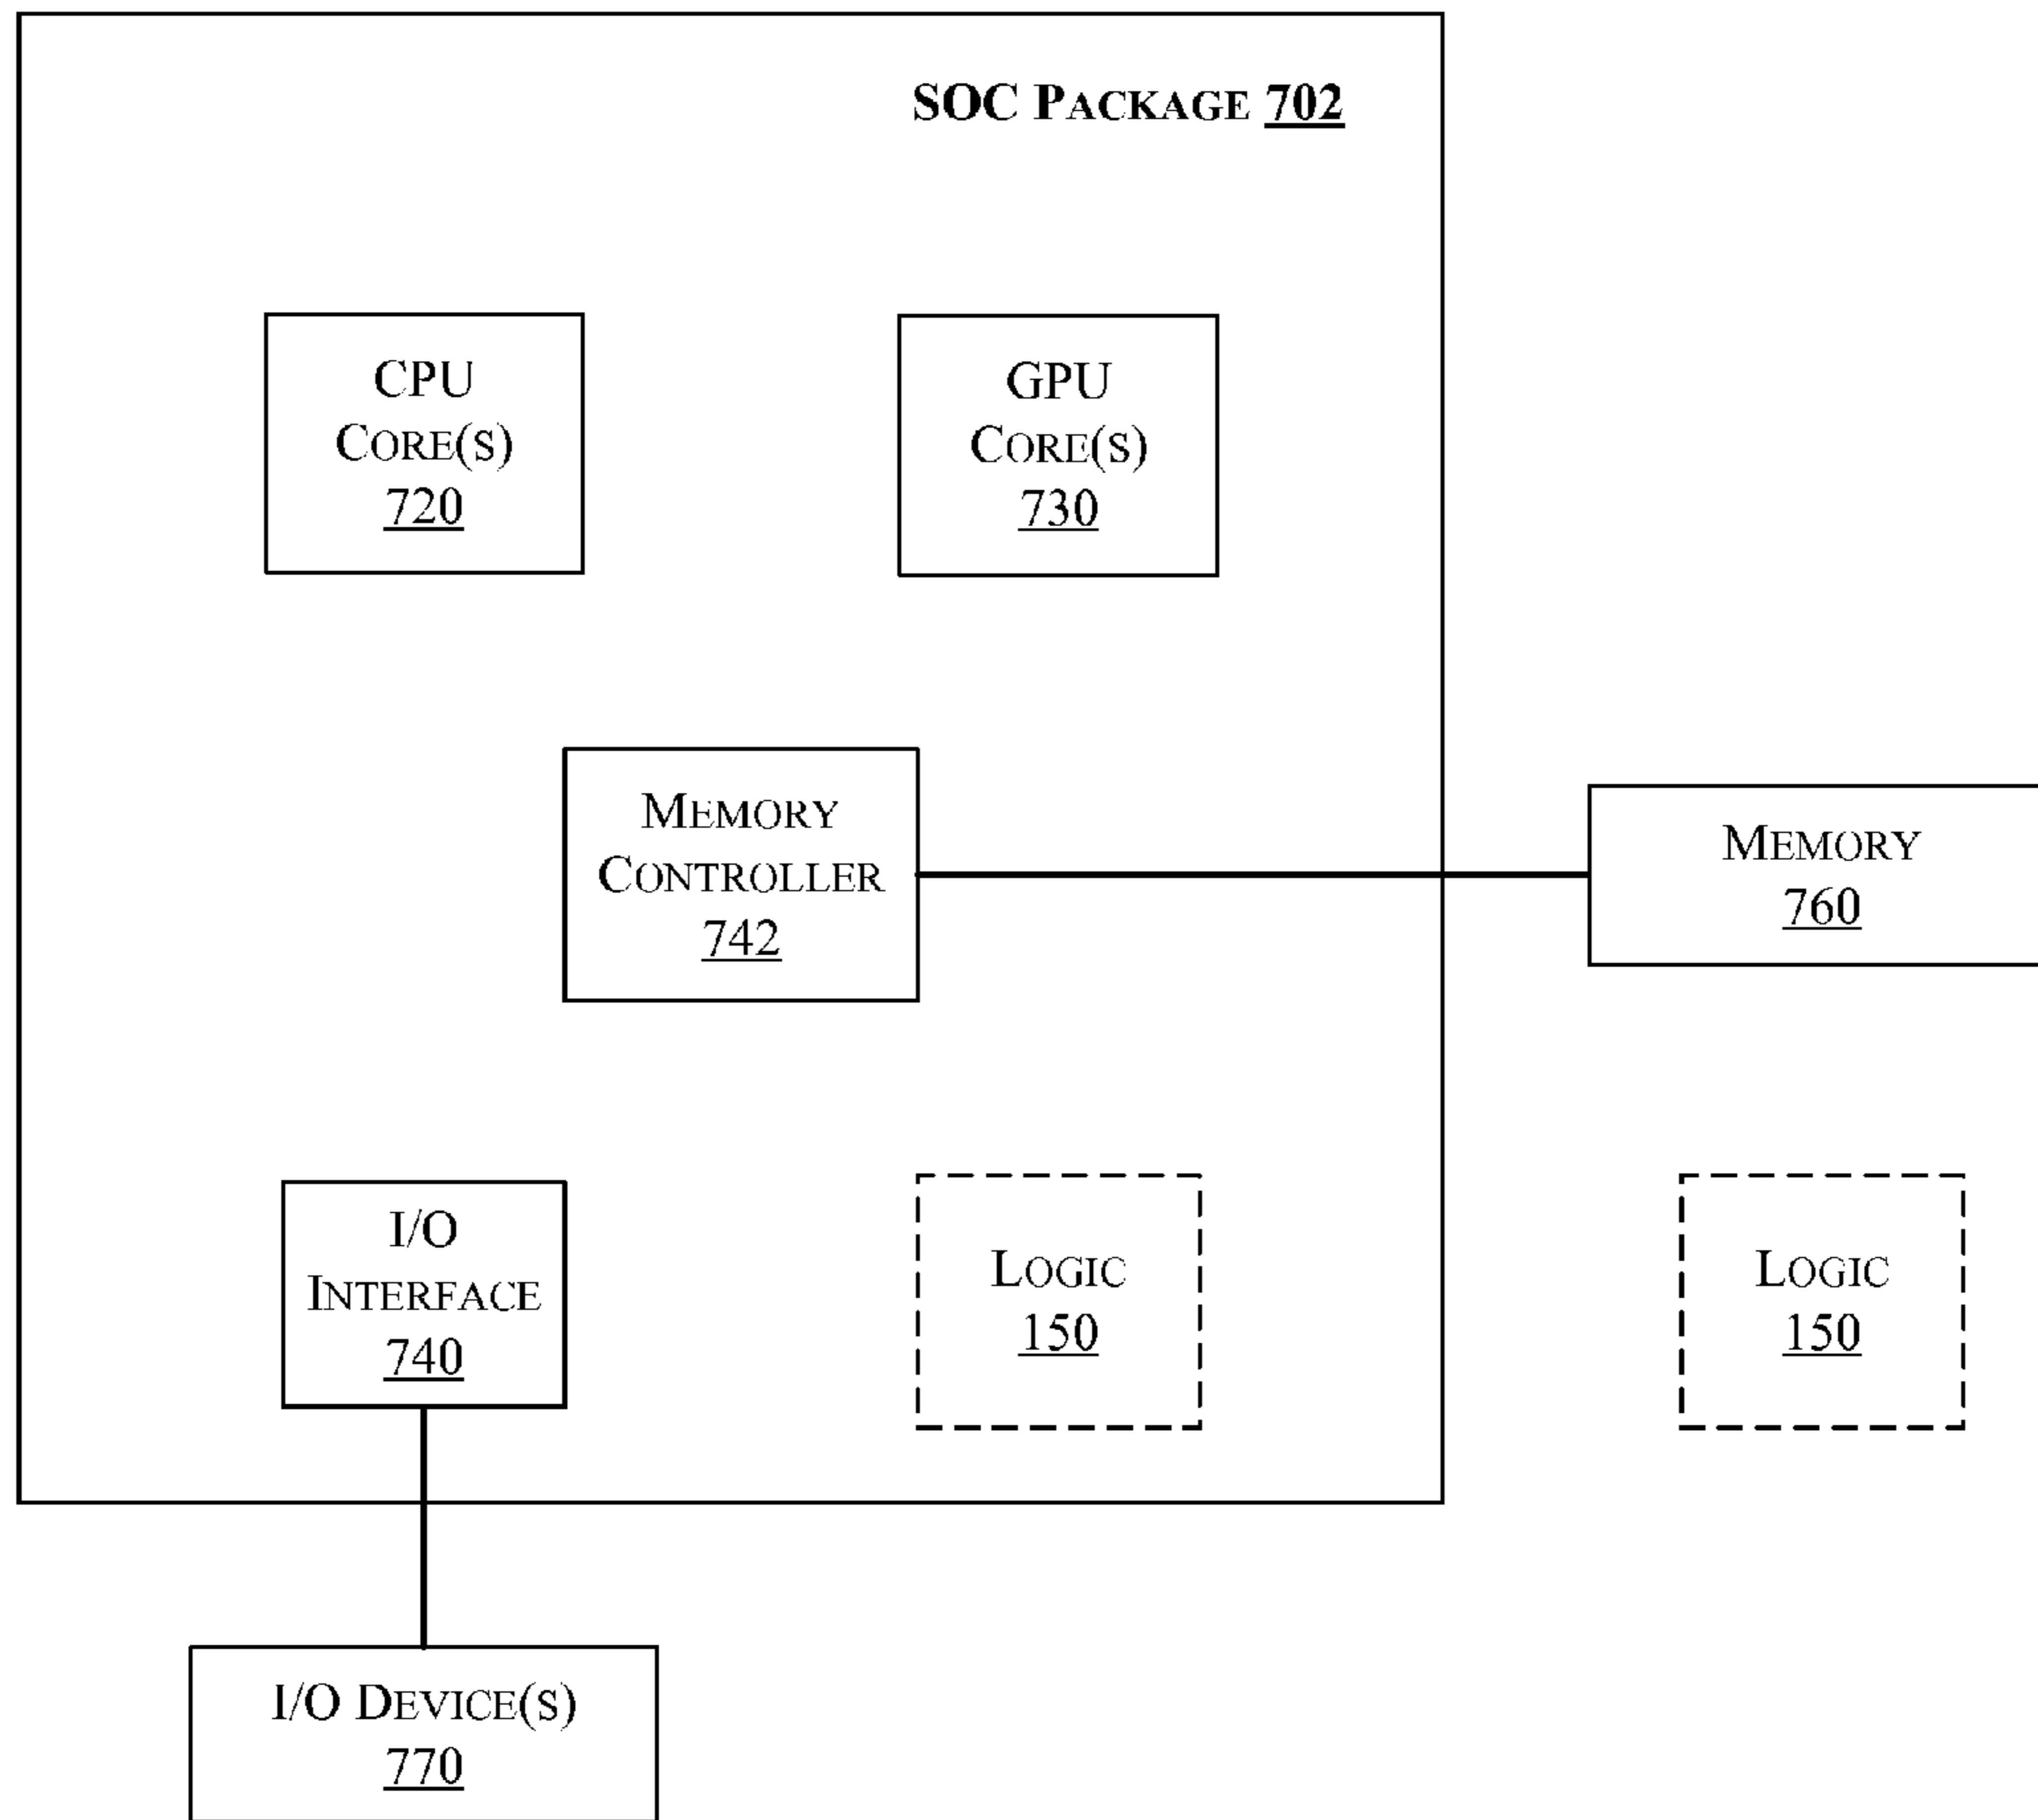 SOC PACKAGE 702
CPU
CORE(S)
720
GPU
CORE(S)
730
MEMORY
CONTROLLER
742
MEMORY
760
I/O
INTERFACE
740
LOGIC
150
LOGIC
150
I/O DEVICE(S)
770